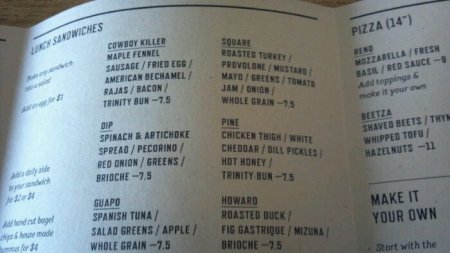 LUNCH SANDWICHES
Make any sandwich
into a salad
Add an egg for $1
Add a daily side
to your sandwich
for $2 or $4
Add hand cut bagel
chips & house made
hummus for $4
COWBOY KILLER
MAPLE FENNEL
SAUSAGE / FRIED EGG /
AMERICAN BECHAMEL /
RAJAS / BACON /
TRINITY BUN —7.5
DIP
SPINACH & ARTICHOKE
SPREAD / PECORINO /
RED ONION / GREENS /
BRIOCHE —7.5
GUAPO
SPANISH TUNA /
SALAD GREENS / APPLE /
WHOLE GRAIN —7.5
SQUARE
ROASTED TURKEY /
PROVOLONE / MUSTARD /
MAYO / GREENS / TOMATO
JAM / ONION /
WHOLE GRAIN —7.5
PINE
CHICKEN THIGH / WHITE
CHEDDAR / DILL PICKLES /
HOT HONEY /
TRINITY BUN —7.5
HOWARD
ROASTED DUCK /
FIG GASTRIQUE / MIZUNA /
BRIOCHE —7.5
PIZZA (14")
RENO
MOZZARELLA / FRESH
BASIL / RED SAUCE —8
Add toppings &
make it your own
BEETZA
SHAVED BEETS / THYM
WHIPPED TOFU /
HAZELNUTS —11
MAKE IT
YOUR OWN
Start with the